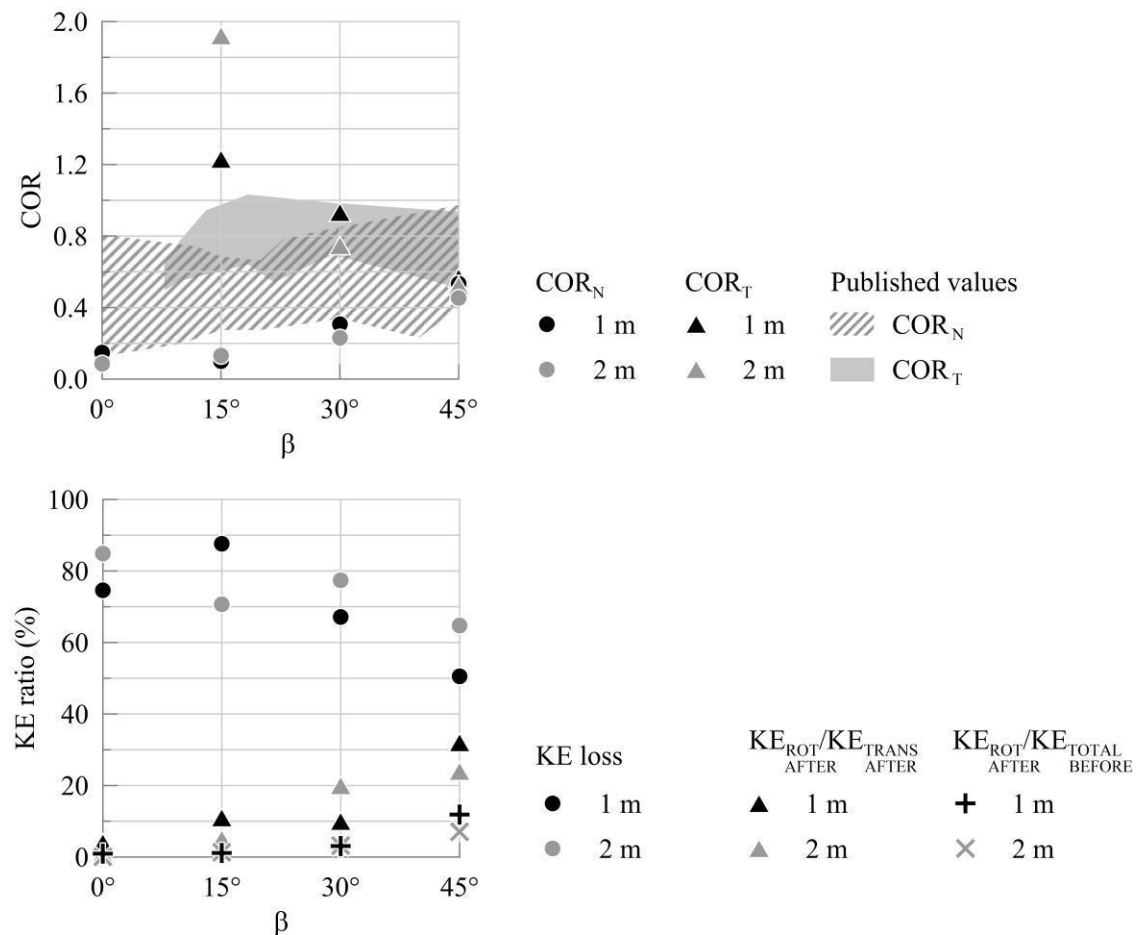 2.0
1.6
1.2
0.8
0.4
0.0
COR
0° 15° 30° 45°
β
COR_N COR_T Published values
1 m 1 m COR_N
2 m 2 m COR_T
100
80
60
40
20
0
KE ratio (%)
0° 15° 30° 45°
β
KE loss KE_ROT AFTER/KE_TRANS AFTER KE_ROT AFTER/KE_TOTAL BEFORE
1 m 1 m 1 m
2 m 2 m 2 m